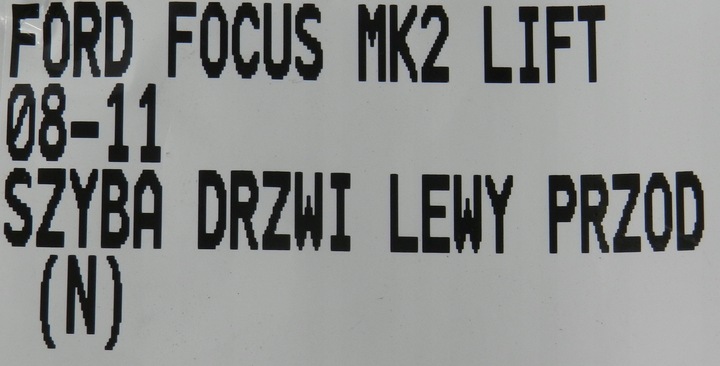 FORD FOCUS MK2 LIFT
08-11
SZYBA DRZWI LEWY PRZOD
(N)